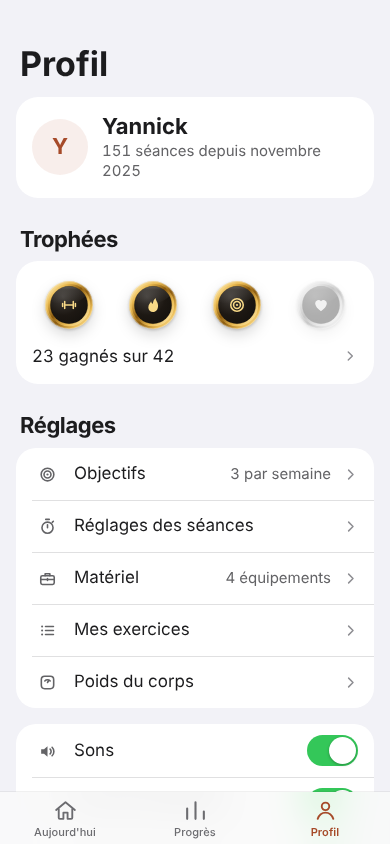 Profil
Y
Yannick
151 séances depuis novembre
2025
Trophées
23 gagnés sur 42
Réglages
Objectifs 3 par semaine
Réglages des séances
Matériel 4 équipements
Mes exercices
Poids du corps
Sons
Aujourd'hui Progrès Profil